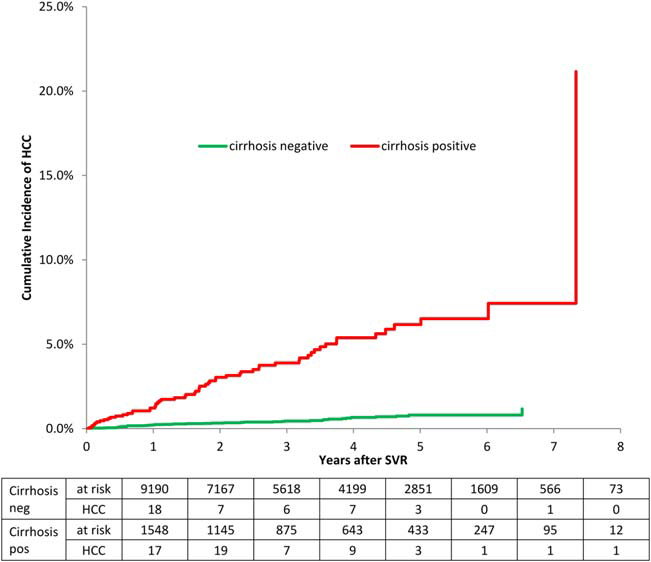 25.0%
20.0%
15.0%
10.0%
5.0%
0.0%
Cumulative Incidence of HCC
cirrhosis negative cirrhosis positive
0 1 2 3 4 5 6 7 8
Years after SVR
Cirrhosis neg at risk 9190 7167 5618 4199 2851 1609 566 73
HCC 18 7 6 7 3 0 1 0
Cirrhosis pos at risk 1548 1145 875 643 433 247 95 12
HCC 17 19 7 9 3 1 1 1